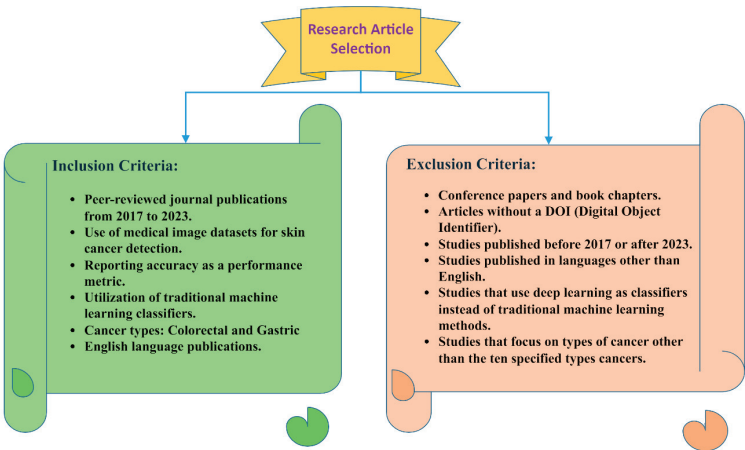 Research Article
Selection
Inclusion Criteria:
• Peer-reviewed journal publications
from 2017 to 2023.
• Use of medical image datasets for skin
cancer detection.
• Reporting accuracy as a performance
metric.
• Utilization of traditional machine
learning classifiers.
• Cancer types: Colorectal and Gastric
• English language publications.
Exclusion Criteria:
• Conference papers and book chapters.
• Articles without a DOI (Digital Object
Identifier).
• Studies published before 2017 or after 2023.
• Studies published in languages other than
English.
• Studies that use deep learning as classifiers
instead of traditional machine learning
methods.
• Studies that focus on types of cancer other
than the ten specified types cancers.